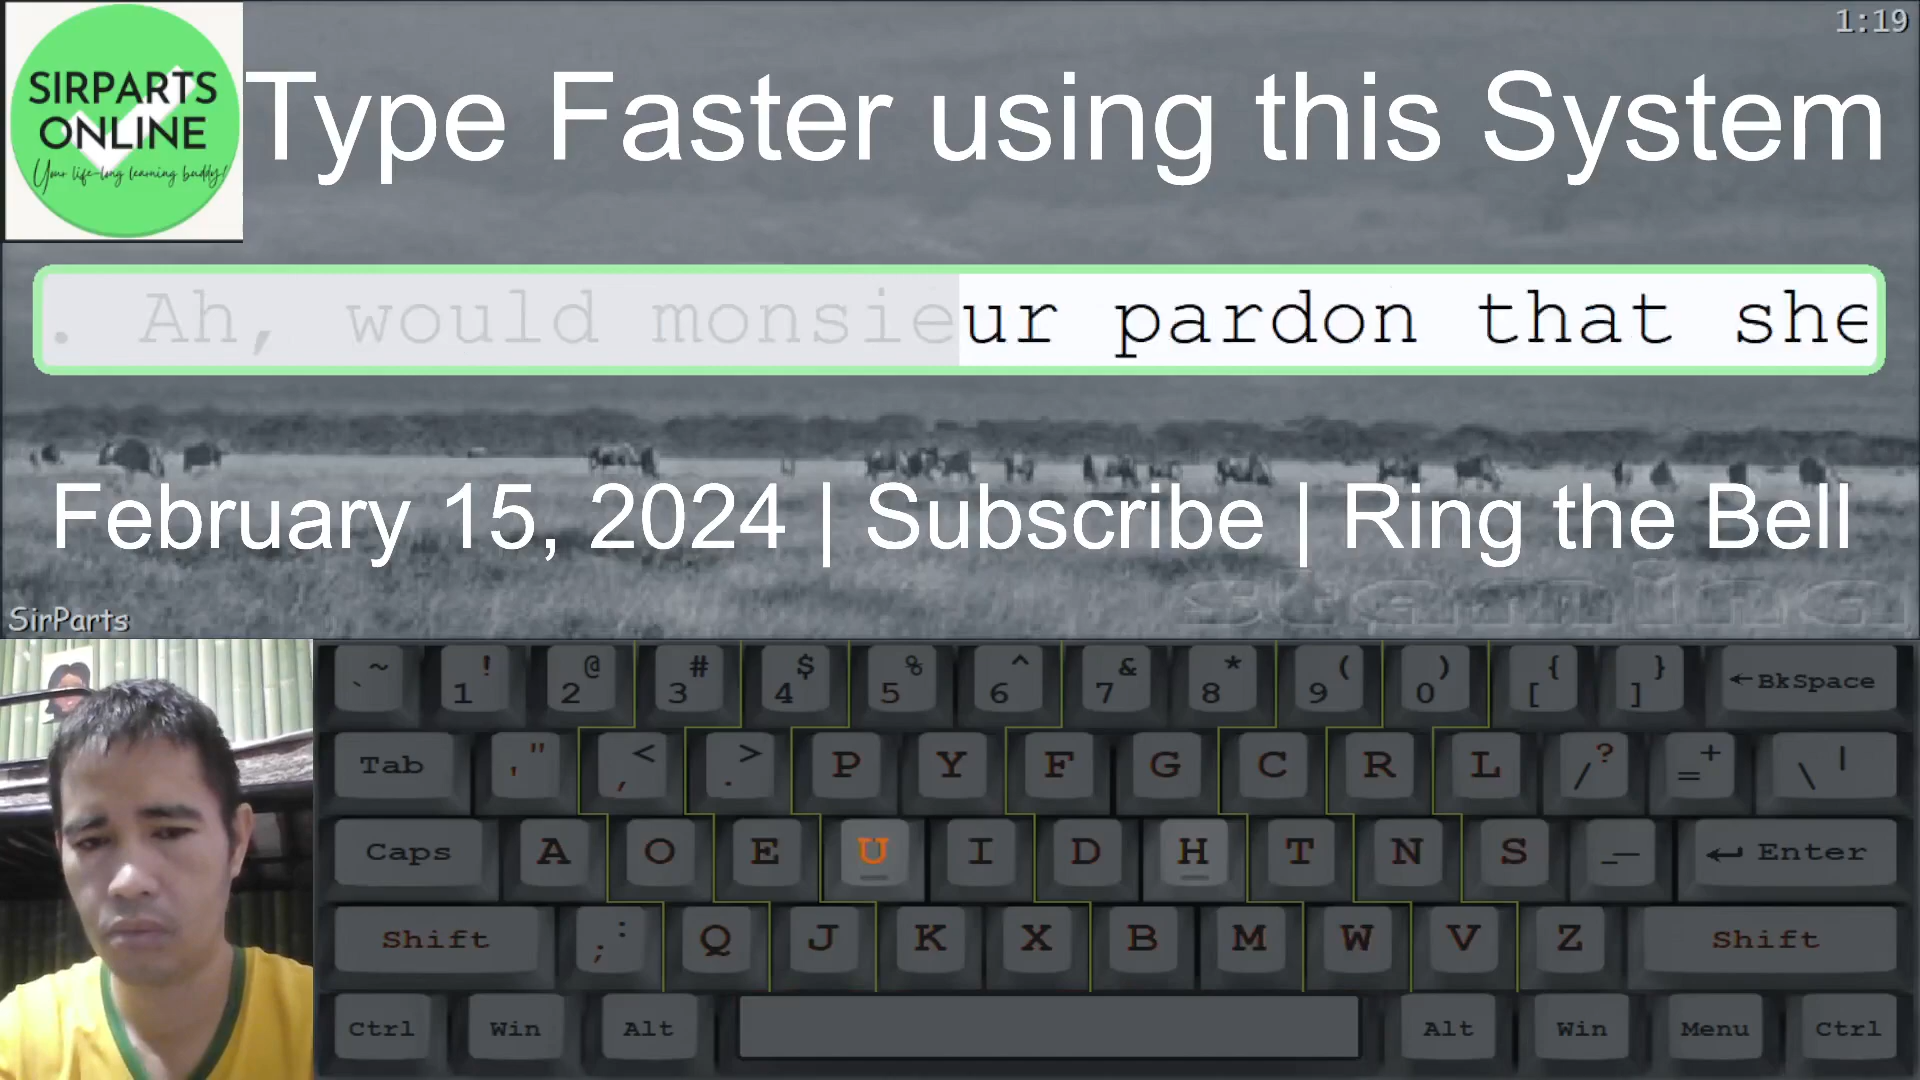 1:19
SIRPARTS
ONLINE
Your life-long learning buddy!
Type Faster using this System
. Ah, would monsieur pardon that she
February 15, 2024 | Subscribe | Ring the Bell
stamina
SirParts
~ ` ! 1 @ 2 # 3 $ 4 % 5 ^ 6 & 7 * 8 ( 9 ) 0 { [ } ] ←BkSpace
Tab " ' < , > . P Y F G C R L ? / + = | \
Caps A O E U I D H T N S _ - Enter
Shift : ; Q J K X B M W V Z Shift
Ctrl Win Alt Alt Win Menu Ctrl